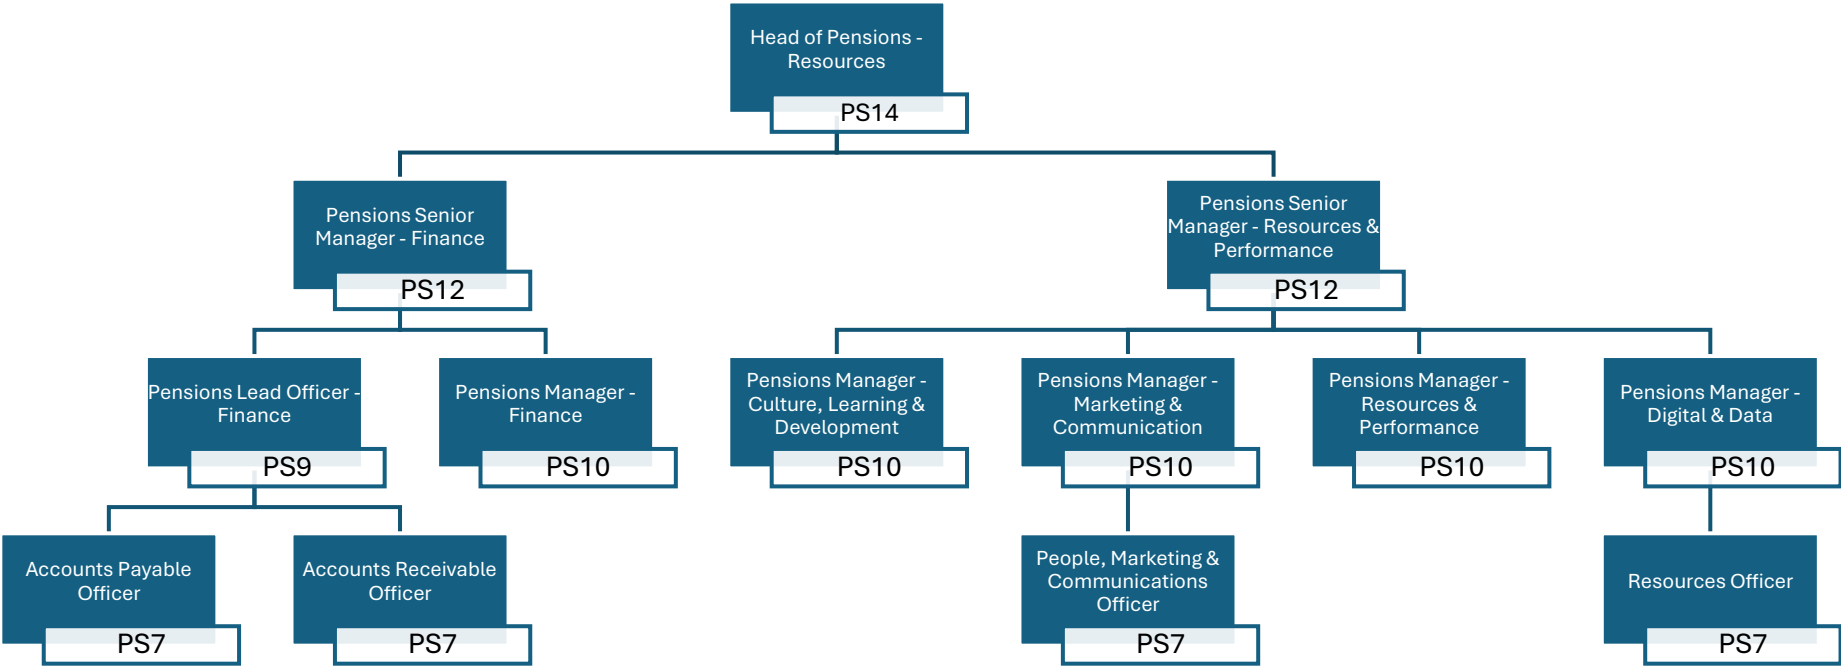 Head of Pensions -
Resources
PS14
Pensions Senior
Manager - Finance
PS12
Pensions Senior
Manager - Resources &
Performance
PS12
Pensions Lead Officer -
Finance
PS9
Pensions Manager -
Finance
PS10
Pensions Manager -
Culture, Learning &
Development
PS10
Pensions Manager -
Marketing &
Communication
PS10
Pensions Manager -
Resources &
Performance
PS10
Pensions Manager -
Digital & Data
PS10
Accounts Payable
Officer
PS7
Accounts Receivable
Officer
PS7
People, Marketing &
Communications
Officer
PS7
Resources Officer
PS7